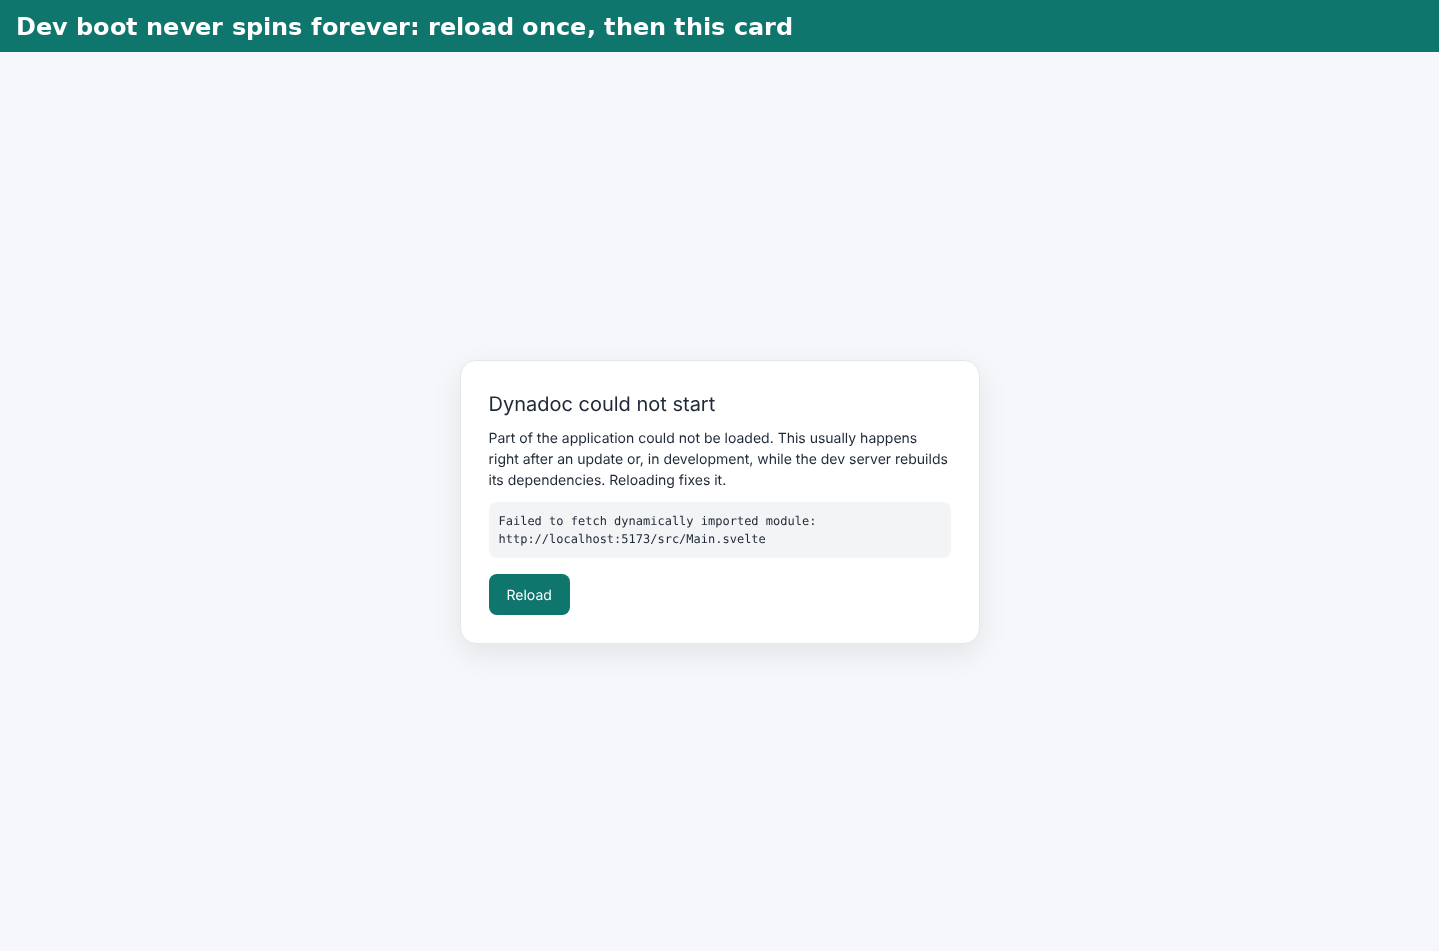 Dev boot never spins forever: reload once, then this card
Dynadoc could not start
Part of the application could not be loaded. This usually happens
right after an update or, in development, while the dev server rebuilds
its dependencies. Reloading fixes it.
Failed to fetch dynamically imported module:
http://localhost:5173/src/Main.svelte
Reload